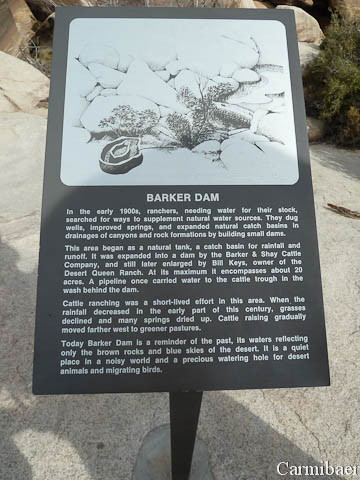 BARKER DAM
In the early 1900s, ranchers, needing water for their stock,
searched for ways to supplement natural water sources. They dug
wells, improved springs, and expanded natural catch basins in
drainages of canyons and rock formations by building small dams.
This area began as a natural tank, a catch basin for rainfall and
runoff. It was expanded into a dam by the Barker & Shay Cattle
Company, and still later enlarged by Bill Keys, owner of the
Desert Queen Ranch. At its maximum it encompasses about 20
acres. A pipeline once carried water to the cattle trough in the
wash behind the dam.
Cattle ranching was a short-lived effort in this area. When the
rainfall decreased in the early part of this century, grasses
declined and many springs dried up. Cattle raising gradually
moved farther west to greener pastures.
Today Barker Dam is a reminder of the past, its waters reflecting
only the brown rocks and blue skies of the desert. It is a quiet
place in a noisy world and a precious watering hole for desert
animals and migrating birds.
Carmibaer